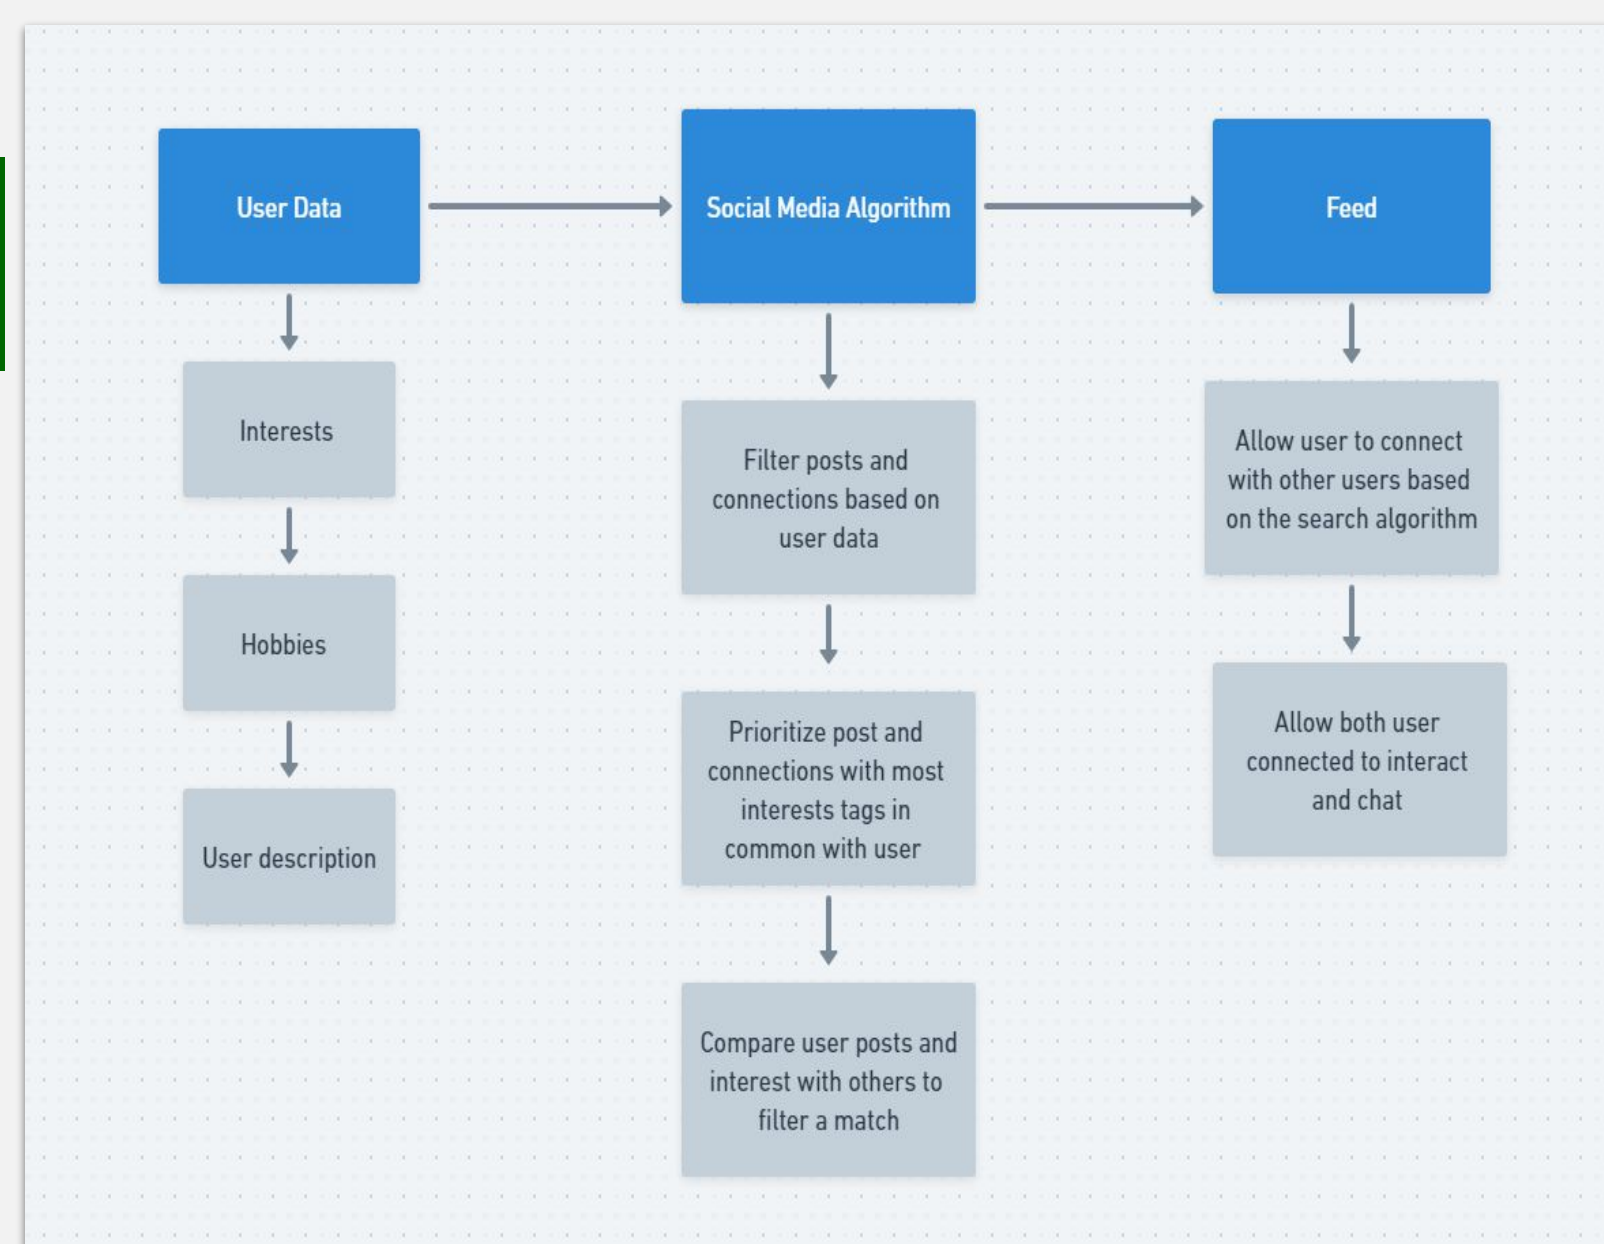 User Data
Interests
Hobbies
User description
Social Media Algorithm
Filter posts and
connections based on
user data
Prioritize post and
connections with most
interests tags in
common with user
Compare user posts and
interest with others to
filter a match
Feed
Allow user to connect
with other users based
on the search algorithm
Allow both user
connected to interact
and chat